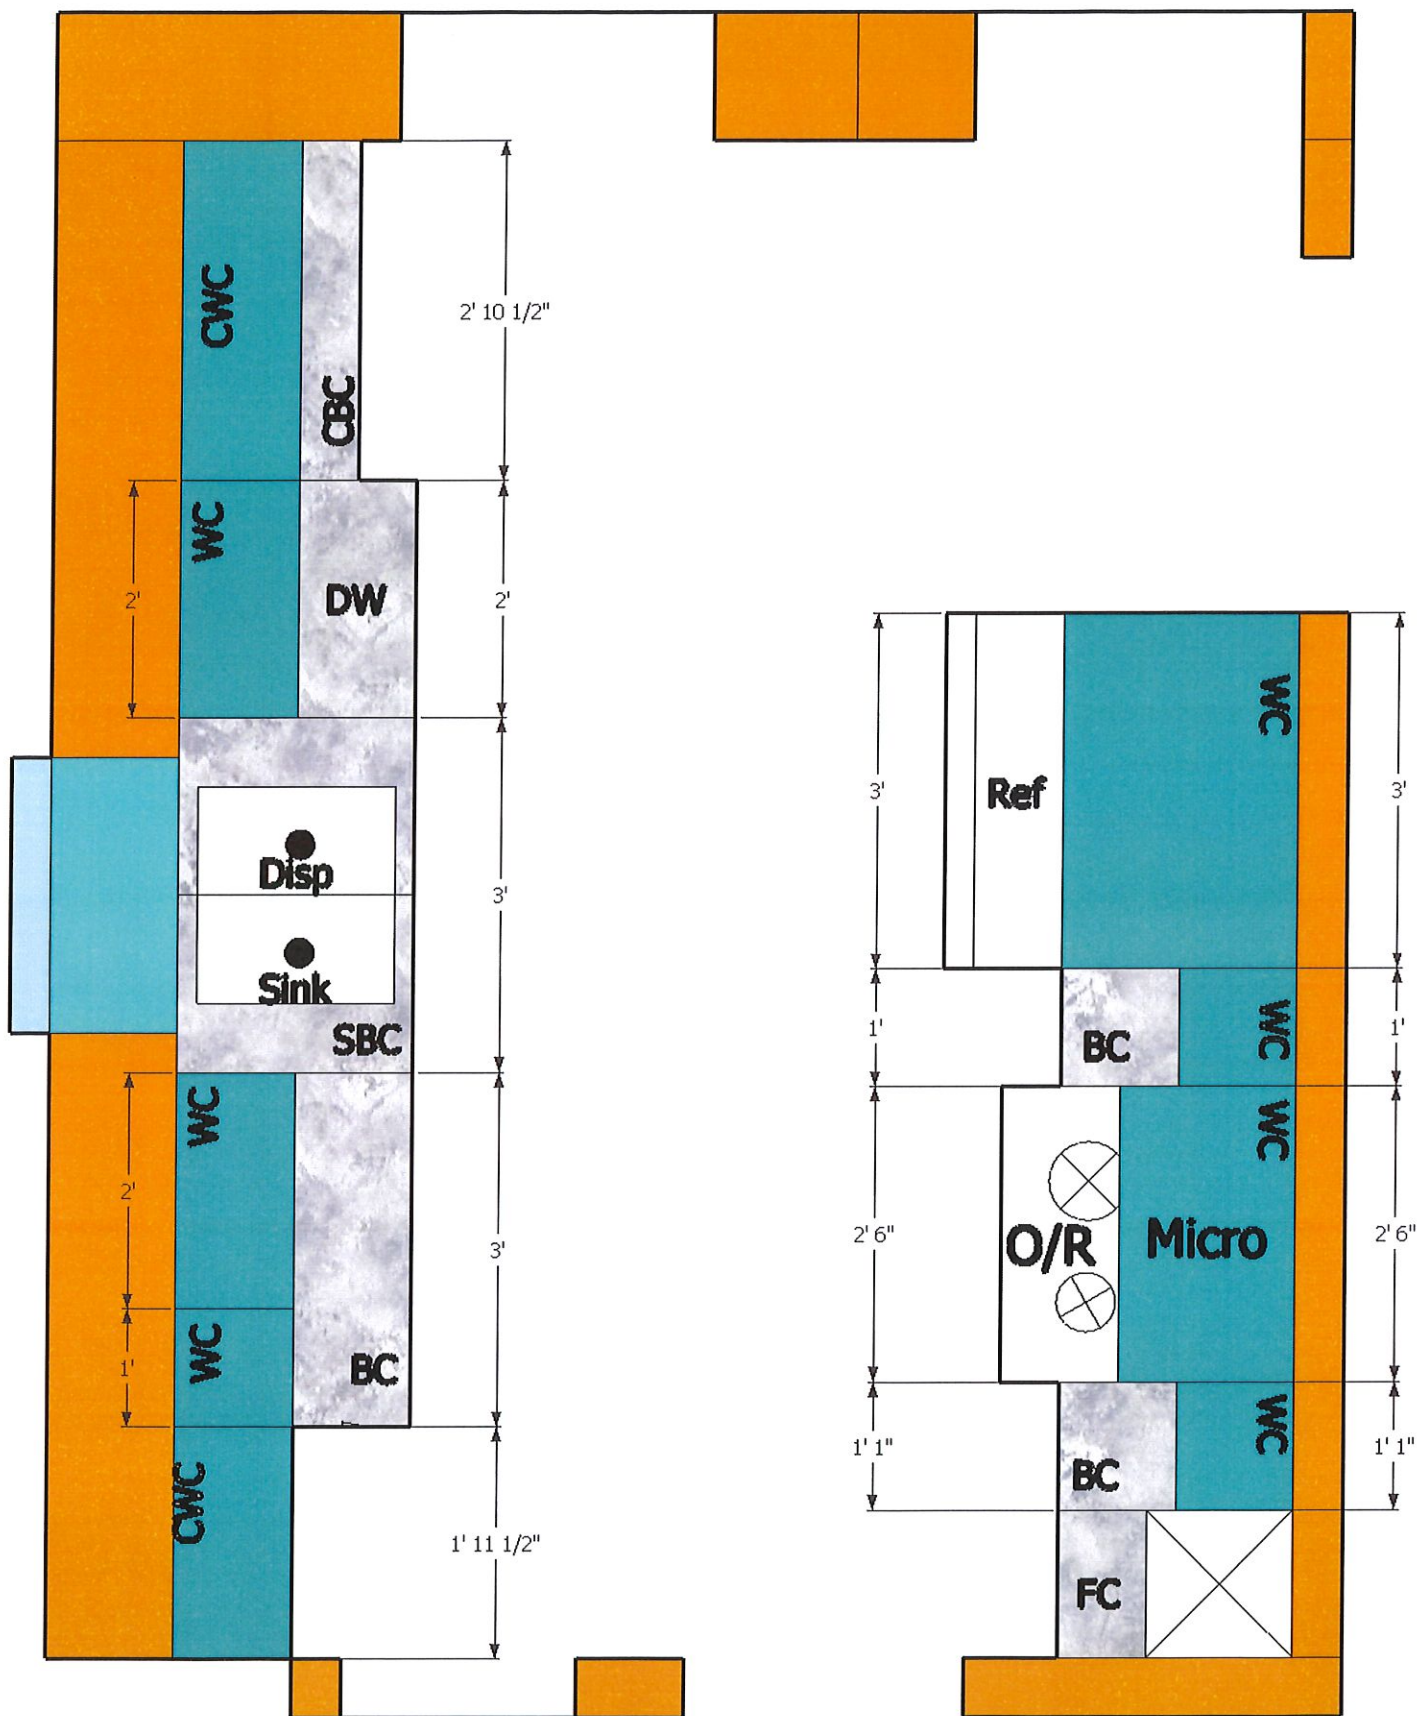 2' 10 1/2"
CWC
CBC
WC
2'
DW
2'
WC
3'
Ref
3'
Disp
3'
Sink
WC
1'
BC
1'
SBC
WC
WC
2'
3'
2' 6"
O/R
Micro
2' 6"
WC
1'
BC
WC
1' 1"
BC
1' 1"
CWC
1' 11 1/2"
FC